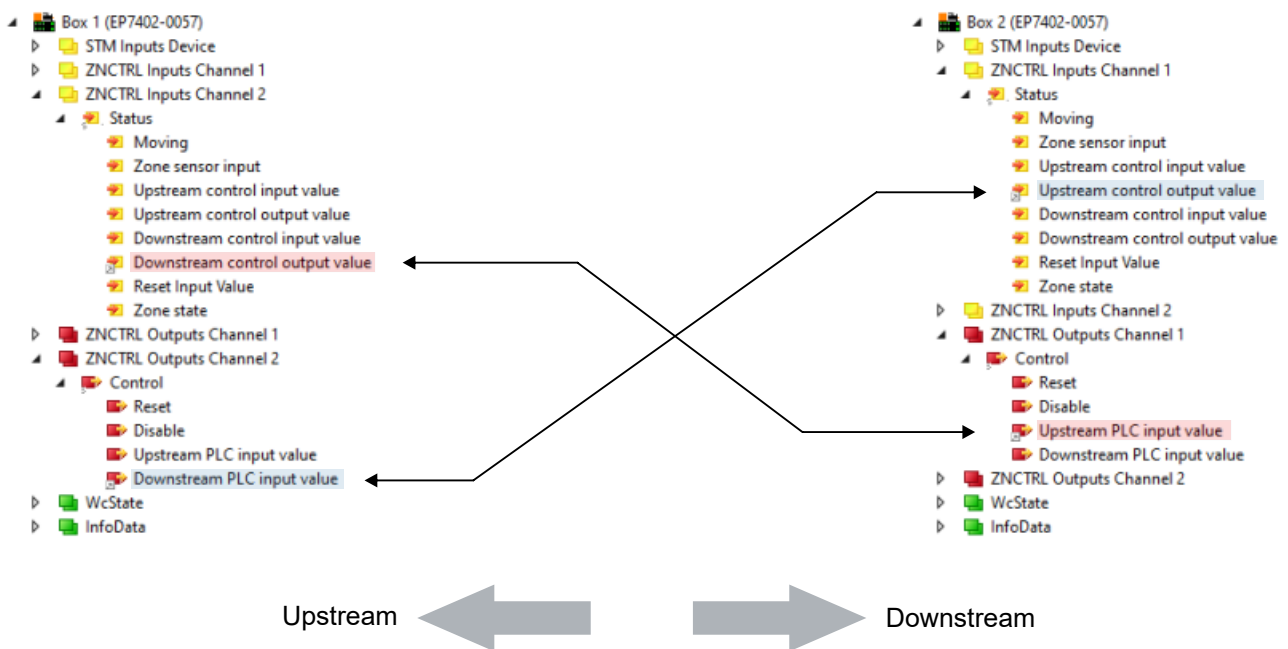 Box 1 (EP7402-0057)
STM Inputs Device
ZNCTRL Inputs Channel 1
ZNCTRL Inputs Channel 2
Status
Moving
Zone sensor input
Upstream control input value
Upstream control output value
Downstream control input value
Downstream control output value
Reset Input Value
Zone state
ZNCTRL Outputs Channel 1
ZNCTRL Outputs Channel 2
Control
Reset
Disable
Upstream PLC input value
Downstream PLC input value
WcState
InfoData
Box 2 (EP7402-0057)
STM Inputs Device
ZNCTRL Inputs Channel 1
Status
Moving
Zone sensor input
Upstream control input value
Upstream control output value
Downstream control input value
Downstream control output value
Reset Input Value
Zone state
ZNCTRL Inputs Channel 2
ZNCTRL Outputs Channel 1
Control
Reset
Disable
Upstream PLC input value
Downstream PLC input value
ZNCTRL Outputs Channel 2
WcState
InfoData
Upstream
Downstream